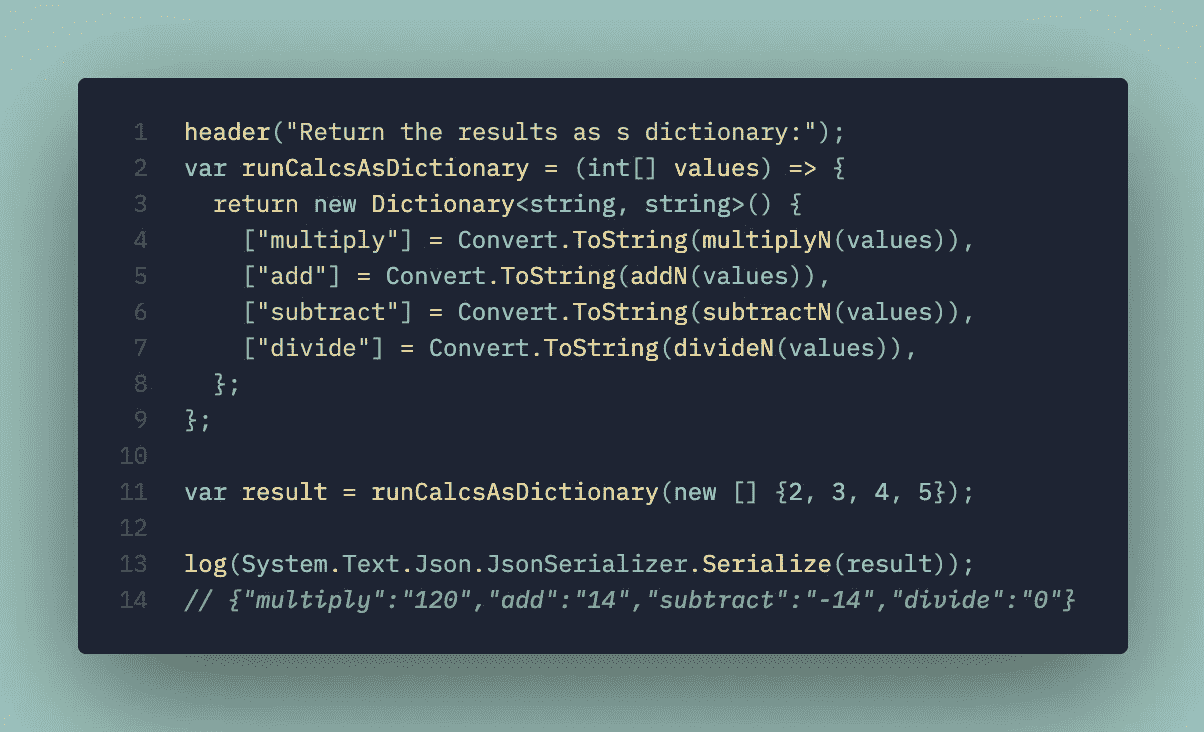 1 header("Return the results as s dictionary:");
2 var runCalcsAsDictionary = (int[] values) => {
3   return new Dictionary<string, string>() {
4     ["multiply"] = Convert.ToString(multiplyN(values)),
5     ["add"] = Convert.ToString(addN(values)),
6     ["subtract"] = Convert.ToString(subtractN(values)),
7     ["divide"] = Convert.ToString(divideN(values)),
8   };
9 };
10
11 var result = runCalcsAsDictionary(new [] {2, 3, 4, 5});
12
13 log(System.Text.Json.JsonSerializer.Serialize(result));
14 // {"multiply":"120","add":"14","subtract":"-14","divide":"0"}